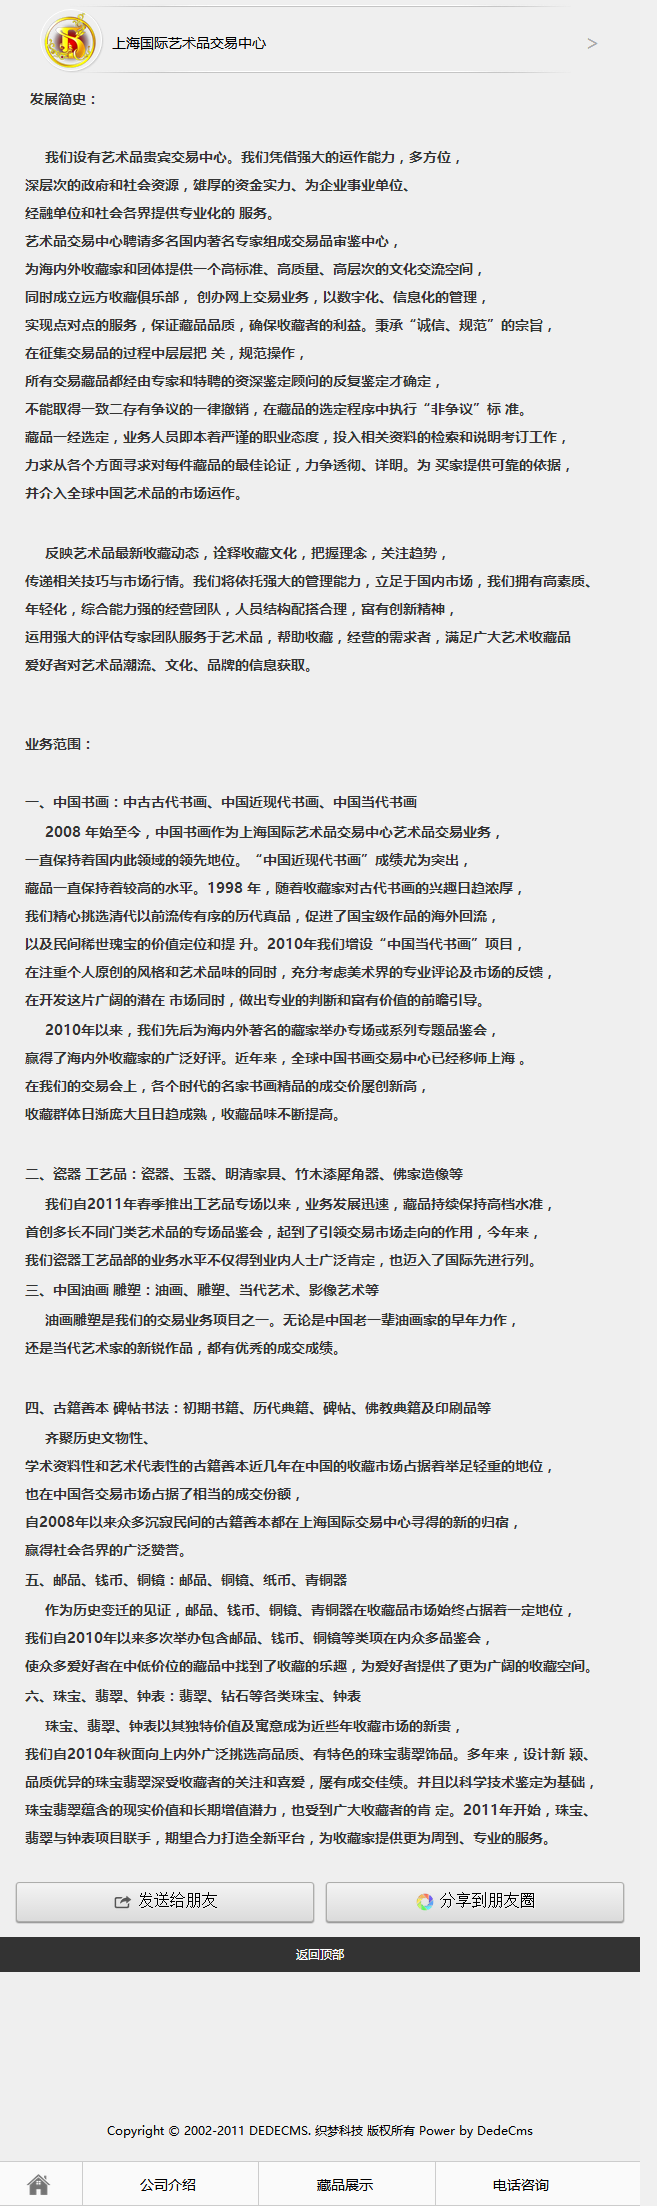 上海国际艺术品交易中心
>
发展简史：
我们设有艺术品贵宾交易中心。我们凭借强大的运作能力，多方位，
深层次的政府和社会资源，雄厚的资金实力、为企业事业单位、
经融单位和社会各界提供专业化的 服务。
艺术品交易中心聘请多名国内著名专家组成交易品审鉴中心，
为海内外收藏家和团体提供一个高标准、高质量、高层次的文化交流空间，
同时成立远方收藏俱乐部， 创办网上交易业务，以数字化、信息化的管理，
实现点对点的服务，保证藏品品质，确保收藏者的利益。秉承“诚信、规范”的宗旨，
在征集交易品的过程中层层把 关，规范操作，
所有交易藏品都经由专家和特聘的资深鉴定顾问的反复鉴定才确定，
不能取得一致二存有争议的一律撤销，在藏品的选定程序中执行“非争议”标 准。
藏品一经选定，业务人员即本着严谨的职业态度，投入相关资料的检索和说明考订工作，
力求从各个方面寻求对每件藏品的最佳论证，力争透彻、详明。为 买家提供可靠的依据，
井介入全球中国艺术品的市场运作。
反映艺术品最新收藏动态，诠释收藏文化，把握理念，关注趋势，
传递相关技巧与市场行情。我们将依托强大的管理能力，立足于国内市场，我们拥有高素质、
年轻化，综合能力强的经营团队，人员结构配搭合理，富有创新精神，
运用强大的评估专家团队服务于艺术品，帮助收藏，经营的需求者，满足广大艺术收藏品
爱好者对艺术品潮流、文化、品牌的信息获取。
业务范围：
一、中国书画：中古古代书画、中国近现代书画、中国当代书画
2008 年始至今，中国书画作为上海国际艺术品交易中心艺术品交易业务，
一直保持着国内此领域的领先地位。“中国近现代书画”成绩尤为突出，
藏品一直保持着较高的水平。1998 年，随着收藏家对古代书画的兴趣日趋浓厚，
我们精心挑选清代以前流传有序的历代真品，促进了国宝级作品的海外回流，
以及民间稀世瑰宝的价值定位和提 升。2010年我们增设“中国当代书画”项目，
在注重个人原创的风格和艺术品味的同时，充分考虑美术界的专业评论及市场的反馈，
在开发这片广阔的潜在 市场同时，做出专业的判断和富有价值的前瞻引导。
2010年以来，我们先后为海内外著名的藏家举办专场或系列专题品鉴会，
赢得了海内外收藏家的广泛好评。近年来，全球中国书画交易中心已经移师上海 。
在我们的交易会上，各个时代的名家书画精品的成交价屡创新高，
收藏群体日渐庞大且日趋成熟，收藏品味不断提高。
二、瓷器 工艺品：瓷器、玉器、明清家具、竹木漆犀角器、佛家造像等
我们自2011年春季推出工艺品专场以来，业务发展迅速，藏品持续保持高档水准，
首创多长不同门类艺术品的专场品鉴会，起到了引领交易市场走向的作用，今年来，
我们瓷器工艺品部的业务水平不仅得到业内人士广泛肯定，也迈入了国际先进行列。
三、中国油画 雕塑：油画、雕塑、当代艺术、影像艺术等
油画雕塑是我们的交易业务项目之一。无论是中国老一辈油画家的早年力作，
还是当代艺术家的新锐作品，都有优秀的成交成绩。
四、古籍善本 碑帖书法：初期书籍、历代典籍、碑帖、佛教典籍及印刷品等
齐聚历史文物性、
学术资料性和艺术代表性的古籍善本近几年在中国的收藏市场占据着举足轻重的地位，
也在中国各交易市场占据了相当的成交份额，
自2008年以来众多沉寂民间的古籍善本都在上海国际交易中心寻得的新的归宿，
赢得社会各界的广泛赞誉。
五、邮品、钱币、铜镜：邮品、铜镜、纸币、青铜器
作为历史变迁的见证，邮品、钱币、铜镜、青铜器在收藏品市场始终占据着一定地位，
我们自2010年以来多次举办包含邮品、钱币、铜镜等类项在内众多品鉴会，
使众多爱好者在中低价位的藏品中找到了收藏的乐趣，为爱好者提供了更为广阔的收藏空间。
六、珠宝、翡翠、钟表：翡翠、钻石等各类珠宝、钟表
珠宝、翡翠、钟表以其独特价值及寓意成为近些年收藏市场的新贵，
我们自2010年秋面向上内外广泛挑选高品质、有特色的珠宝翡翠饰品。多年来，设计新 颖、
品质优异的珠宝翡翠深受收藏者的关注和喜爱，屡有成交佳绩。井且以科学技术鉴定为基础，
珠宝翡翠蕴含的现实价值和长期增值潜力，也受到广大收藏者的肯 定。2011年开始，珠宝、
翡翠与钟表项目联手，期望合力打造全新平台，为收藏家提供更为周到、专业的服务。
发送给朋友
分享到朋友圈
返回顶部
Copyright © 2002-2011 DEDECMS. 织梦科技 版权所有 Power by DedeCms
公司介绍
藏品展示
电话咨询